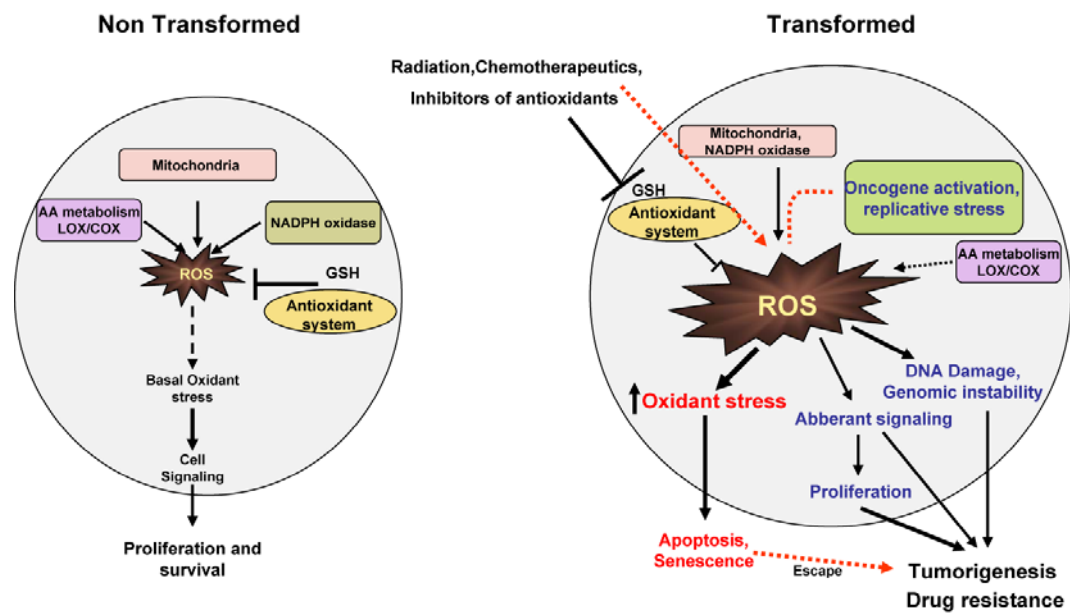 Non Transformed
Mitochondria
AA metabolism
LOX/COX
NADPH oxidase
ROS
GSH
Antioxidant
system
Basal Oxidant
stress
Cell
Signaling
Proliferation and
survival
Transformed
Radiation,Chemotherapeutics,
Inhibitors of antioxidants
Mitochondria,
NADPH oxidase
GSH
Antioxidant
system
Oncogene activation,
replicative stress
AA metabolism
LOX/COX
ROS
Oxidant stress
DNA Damage,
Genomic instability
Abberant signaling
Proliferation
Apoptosis,
Senescence
Escape
Tumorigenesis
Drug resistance